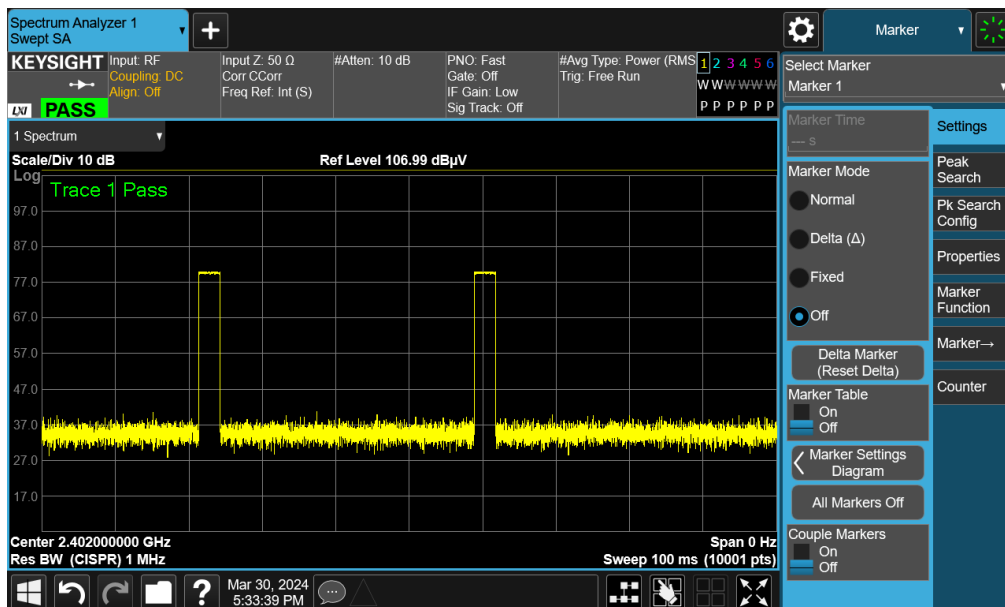 Spectrum Analyzer 1
Swept SA
Marker
KEYSIGHT
LXI
PASS
Input: RF
Coupling: DC
Align: Off
Input Z: 50 Ω
Corr CCorr
Freq Ref: Int (S)
#Atten: 10 dB
PNO: Fast
Gate: Off
IF Gain: Low
Sig Track: Off
#Avg Type: Power (RMS
Trig: Free Run
1 2 3 4 5 6
W W W W W W
P P P P P P
Select Marker
Marker 1
1 Spectrum
Scale/Div 10 dB
Ref Level 106.99 dBµV
Log
Trace 1 Pass
97.0
87.0
77.0
67.0
57.0
47.0
37.0
27.0
17.0
Center 2.402000000 GHz
Span 0 Hz
Res BW (CISPR) 1 MHz
Sweep 100 ms (10001 pts)
Marker Time
--- s
Marker Mode
Normal
Delta (Δ)
Fixed
Off
Delta Marker
(Reset Delta)
Marker Table
On
Off
Marker Settings
Diagram
All Markers Off
Couple Markers
On
Off
Settings
Peak
Search
Pk Search
Config
Properties
Marker
Function
Marker→
Counter
Mar 30, 2024
5:33:39 PM